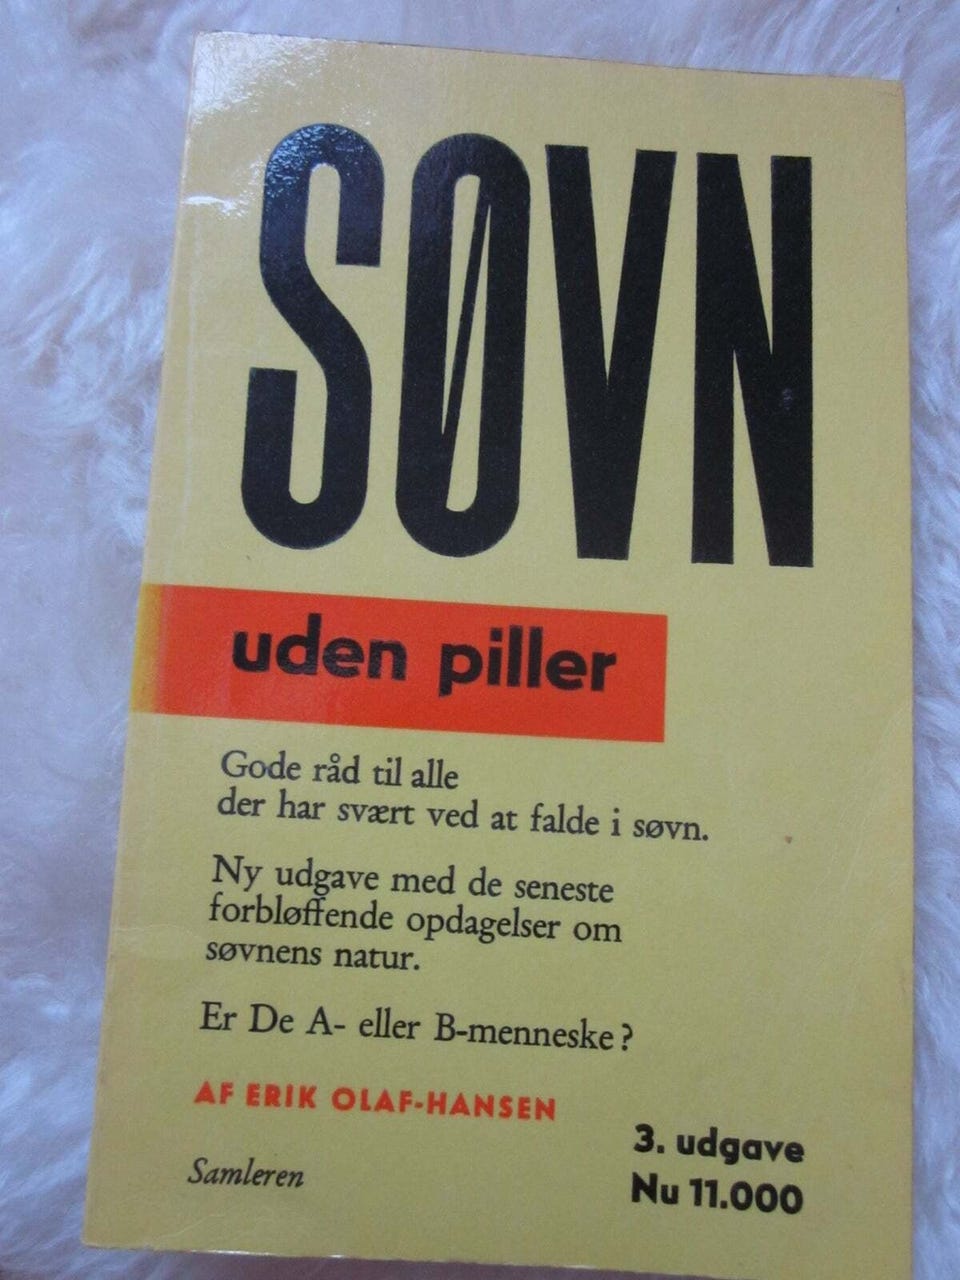 SØVN
uden piller
Gode råd til alle
der har svært ved at falde i søvn.
Ny udgave med de seneste
forbløffende opdagelser om
søvnens natur.
Er De A- eller B-menneske?
AF ERIK OLAF-HANSEN
3. udgave
Nu 11.000
Samleren